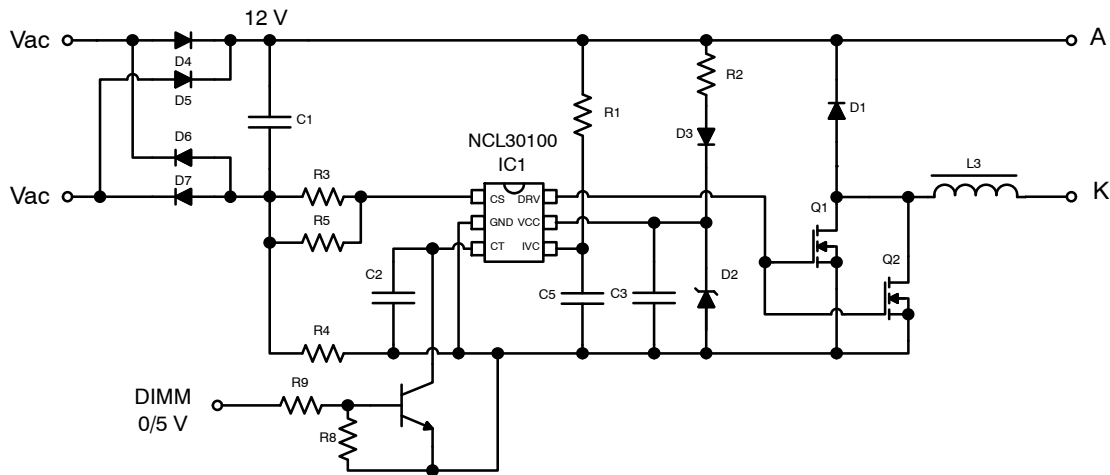 12 V
Vac
A
D4
D5
R2
C1
R1
D3
D1
D6
NCL30100
IC1
L3
Vac
D7
R3
CS
DRV
K
R5
GND
VCC
Q1
CT
IVC
Q2
C2
C5
C3
D2
R4
R9
DIMM
0/5 V
R8